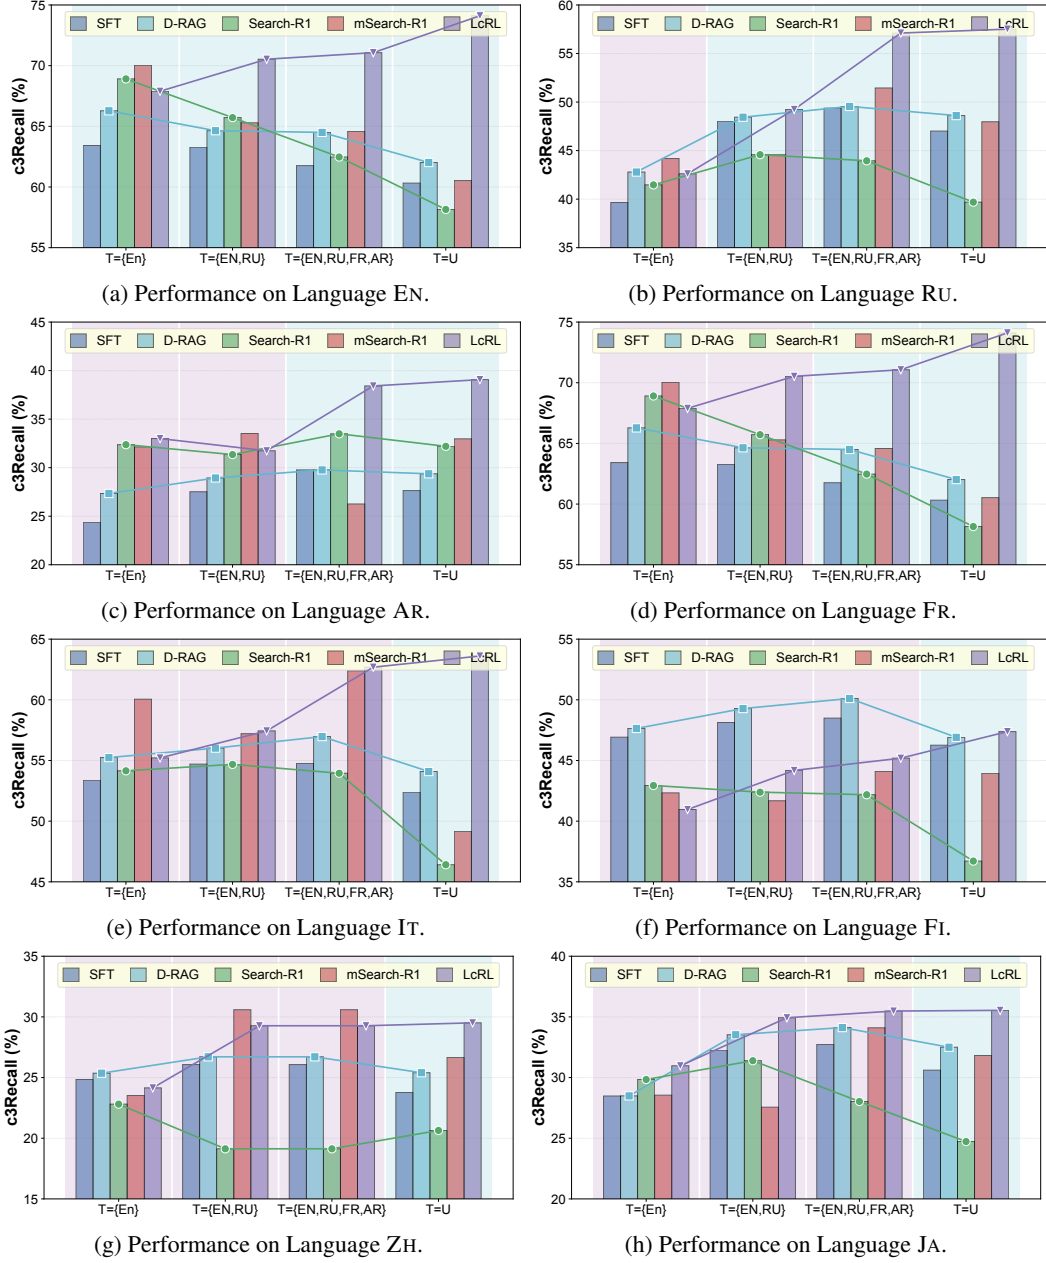 75
70
65
60
55
c3Recall (%)
SFT D-RAG Search-R1 mSearch-R1 LcRL
T={En} T={EN,RU} T={EN,RU,FR,AR} T=U
(a) Performance on Language EN.
60
55
50
45
40
35
c3Recall (%)
SFT D-RAG Search-R1 mSearch-R1 LcRL
T={En} T={EN,RU} T={EN,RU,FR,AR} T=U
(b) Performance on Language RU.
45
40
35
30
25
20
c3Recall (%)
SFT D-RAG Search-R1 mSearch-R1 LcRL
T={En} T={EN,RU} T={EN,RU,FR,AR} T=U
(c) Performance on Language AR.
75
70
65
60
55
c3Recall (%)
SFT D-RAG Search-R1 mSearch-R1 LcRL
T={En} T={EN,RU} T={EN,RU,FR,AR} T=U
(d) Performance on Language FR.
65
60
55
50
45
c3Recall (%)
SFT D-RAG Search-R1 mSearch-R1 LcRL
T={En} T={EN,RU} T={EN,RU,FR,AR} T=U
(e) Performance on Language IT.
55
50
45
40
35
c3Recall (%)
SFT D-RAG Search-R1 mSearch-R1 LcRL
T={En} T={EN,RU} T={EN,RU,FR,AR} T=U
(f) Performance on Language FI.
35
30
25
20
15
c3Recall (%)
SFT D-RAG Search-R1 mSearch-R1 LcRL
T={En} T={EN,RU} T={EN,RU,FR,AR} T=U
(g) Performance on Language ZH.
40
35
30
25
20
c3Recall (%)
SFT D-RAG Search-R1 mSearch-R1 LcRL
T={En} T={EN,RU} T={EN,RU,FR,AR} T=U
(h) Performance on Language JA.